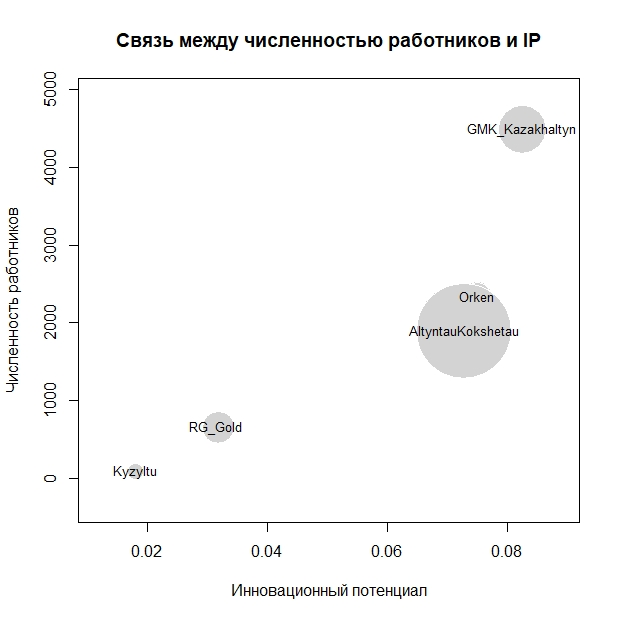 Связь между численностью работников и IP
Численность работников
5000
4000
3000
2000
1000
0
GMK_Kazakhaltyn
Orken
AltyntauKokshetau
RG_Gold
Kyzyltu
0.02 0.04 0.06 0.08
Инновационный потенциал